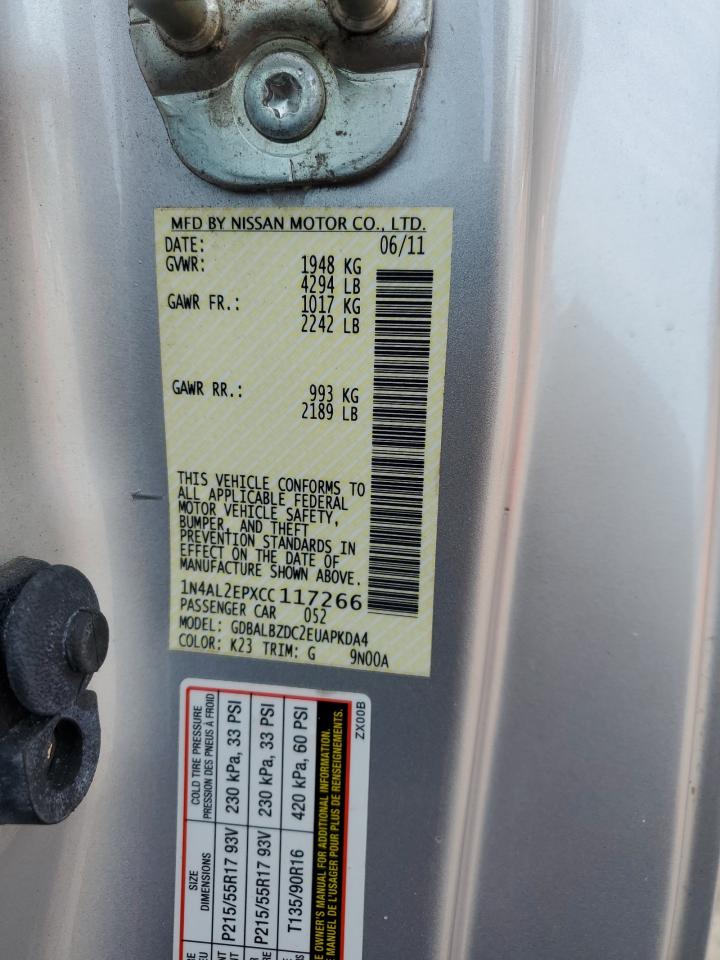 MFD BY NISSAN MOTOR CO., LTD.
DATE: 06/11
GVWR: 1948 KG
4294 LB
GAWR FR.: 1017 KG
2242 LB
GAWR RR.: 993 KG
2189 LB
THIS VEHICLE CONFORMS TO
ALL APPLICABLE FEDERAL
MOTOR VEHICLE SAFETY,
BUMPER, AND THEFT
PREVENTION STANDARDS IN
EFFECT ON THE DATE OF
MANUFACTURE SHOWN ABOVE.
1N4AL2EPXCC117266
PASSENGER CAR 052
MODEL: GDBALBZDC2EUAPKDA4
COLOR: K23 TRIM: G 9N00A
SIZE
DIMENSIONS
COLD TIRE PRESSURE
PRESSION DES PNEUS À FROID
P215/55R17 93V 230 kPa, 33 PSI
P215/55R17 93V 230 kPa, 33 PSI
T135/90R16 420 kPa, 60 PSI
OWNER'S MANUAL FOR ADDITIONAL INFORMATION.
MANUEL DE L'USAGER POUR PLUS DE RENSEIGNEMENTS.
ZX00B